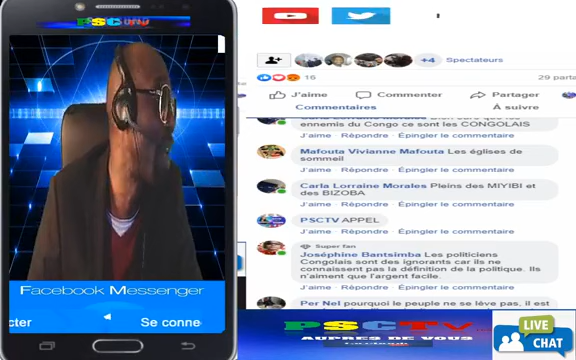 PSCTV
Facebook Messenger
cter
Se conne
+4 Spectateurs
16
29 parta
J'aime
Commenter
Partager
Commentaires
À suivre
ennemis du Congo ce sont les CONGOLAIS
J'aime · Répondre · Épingler le commentaire
Mafouta Vivianne Mafouta Les églises de
sommeil
J'aime · Répondre · Épingler le commentaire
Carla Lorraine Morales Pleins des MIYIBI et
des BIZOBA
J'aime · Répondre · Épingler le commentaire
PSCTV APPEL
J'aime · Répondre · Épingler le commentaire
Super fan
Joséphine Bantsimba Les politiciens
Congolais sont des ignorants car ils ne
connaissent pas la définition de la politique. Ils
n'aiment que l'argent facile.
J'aime · Répondre · Épingler le commentaire
Per Nel pourquoi le peuple ne se lève pas, il est
PSCTV
AUPRES DE VOUS
LIVE
CHAT